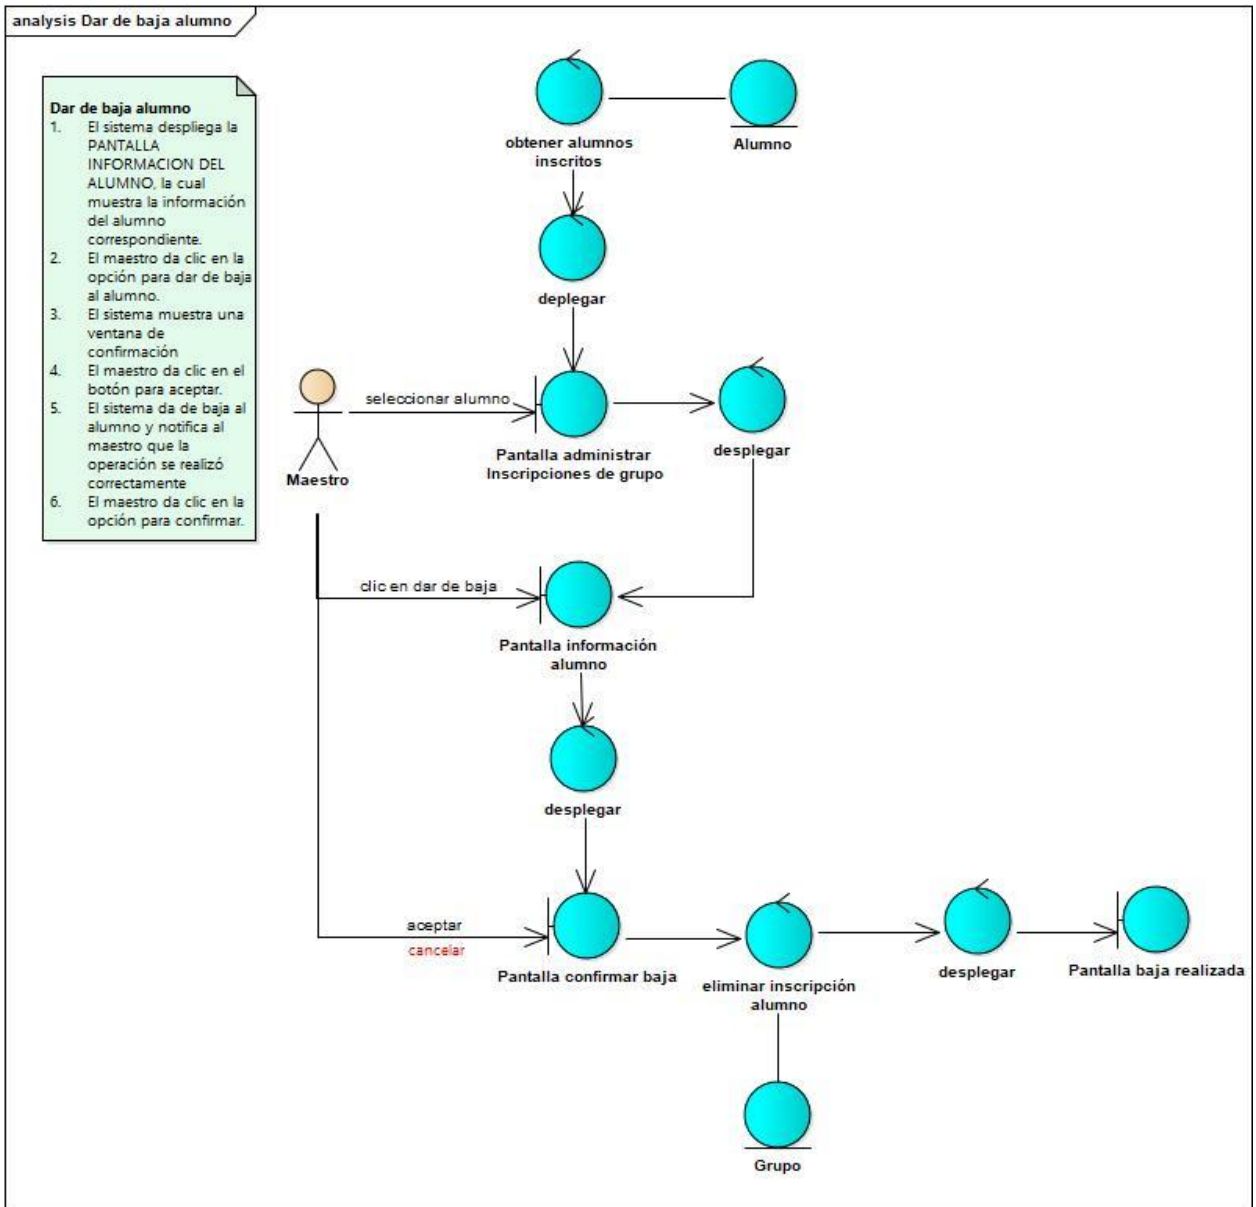 analysis Dar de baja alumno
Dar de baja alumno
1. El sistema despliega la
PANTALLA
INFORMACION DEL
ALUMNO, la cual
muestra la información
del alumno
correspondiente.
2. El maestro da clic en la
opción para dar de baja
al alumno.
3. El sistema muestra una
ventana de
confirmación
4. El maestro da clic en el
botón para aceptar.
5. El sistema da de baja al
alumno y notifica al
maestro que la
operación se realizó
correctamente
6. El maestro da clic en la
opción para confirmar.
obtener alumnos
inscritos
Alumno
deplegar
seleccionar alumno
Maestro
Pantalla administrar
Inscripciones de grupo
desplegar
clic en dar de baja
Pantalla información
alumno
desplegar
aceptar
cancelar
Pantalla confirmar baja
eliminar inscripción
alumno
desplegar
Pantalla baja realizada
Grupo